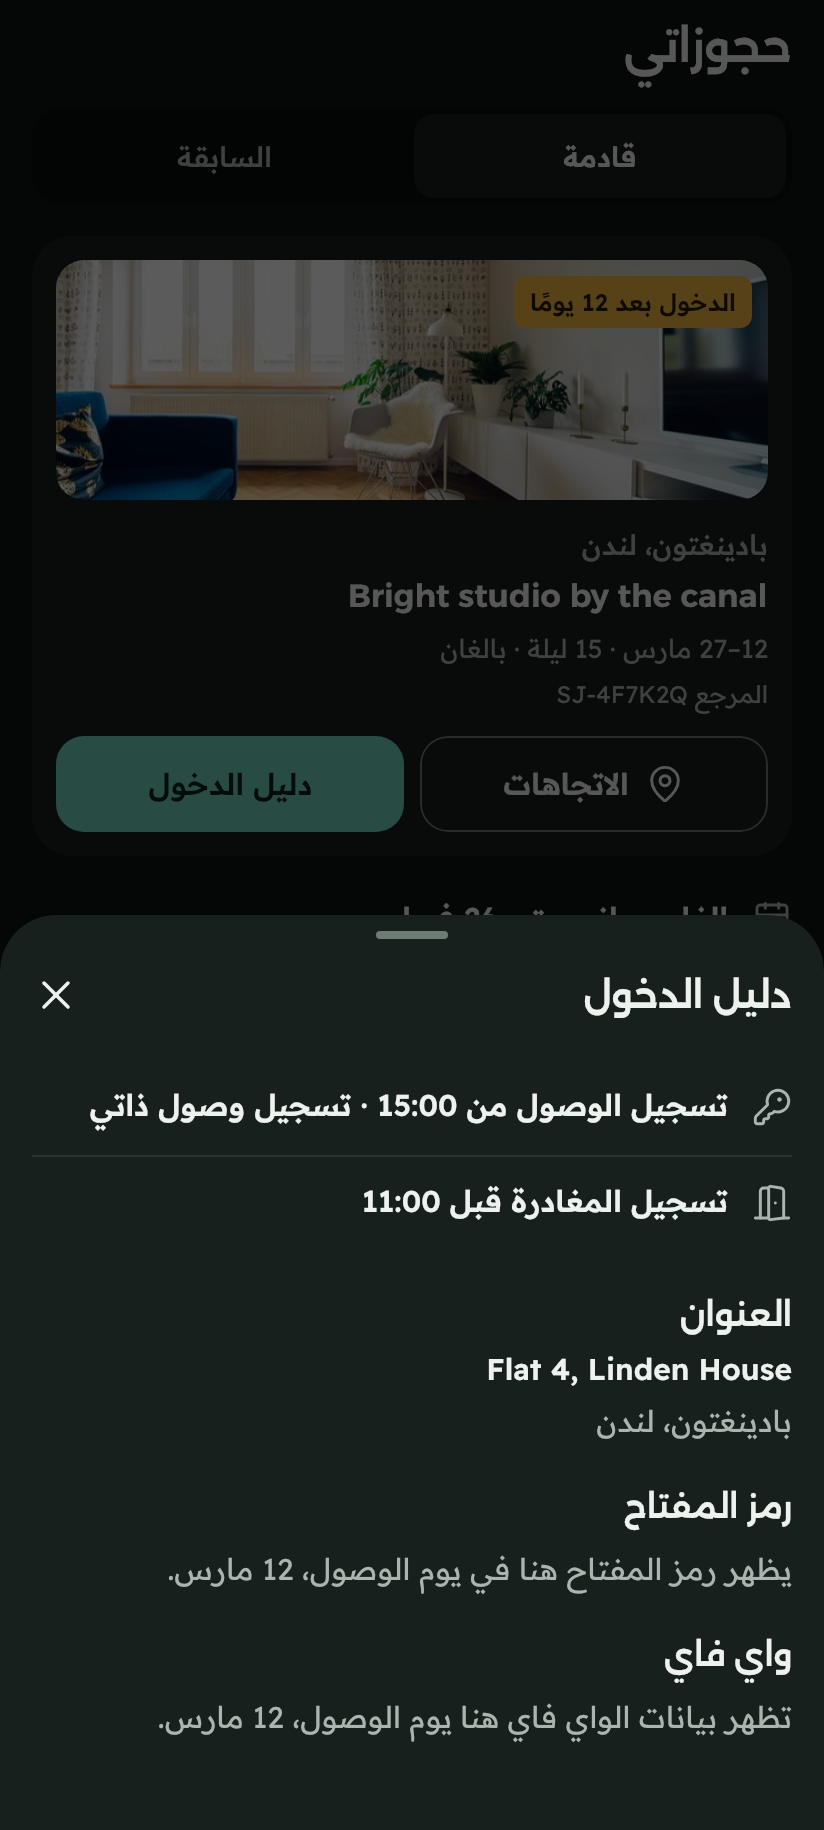 حجوزاتي
قادمة
السابقة
الدخول بعد 12 يومًا
بادينغتون، لندن
Bright studio by the canal
12–27 مارس · 15 ليلة · بالغان
المرجع SJ-4F7K2Q
الاتجاهات
دليل الدخول
دليل الدخول
تسجيل الوصول من 15:00 · تسجيل وصول ذاتي
تسجيل المغادرة قبل 11:00
العنوان
Flat 4, Linden House
بادينغتون، لندن
رمز المفتاح
يظهر رمز المفتاح هنا في يوم الوصول، 12 مارس.
واي فاي
تظهر بيانات الواي فاي هنا يوم الوصول، 12 مارس.